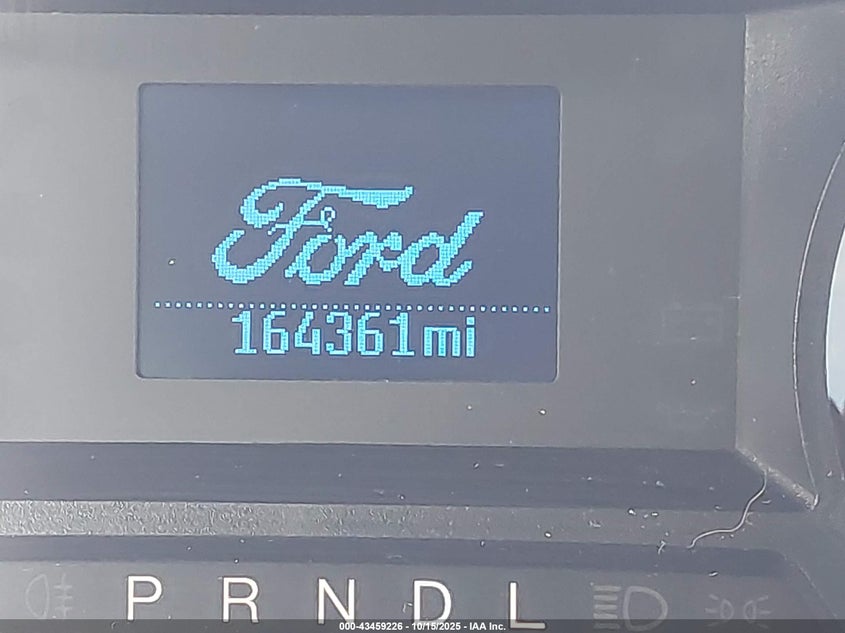 Ford
164361mi
P R N D L
000-43459226 - 10/15/2025 - IAA Inc.